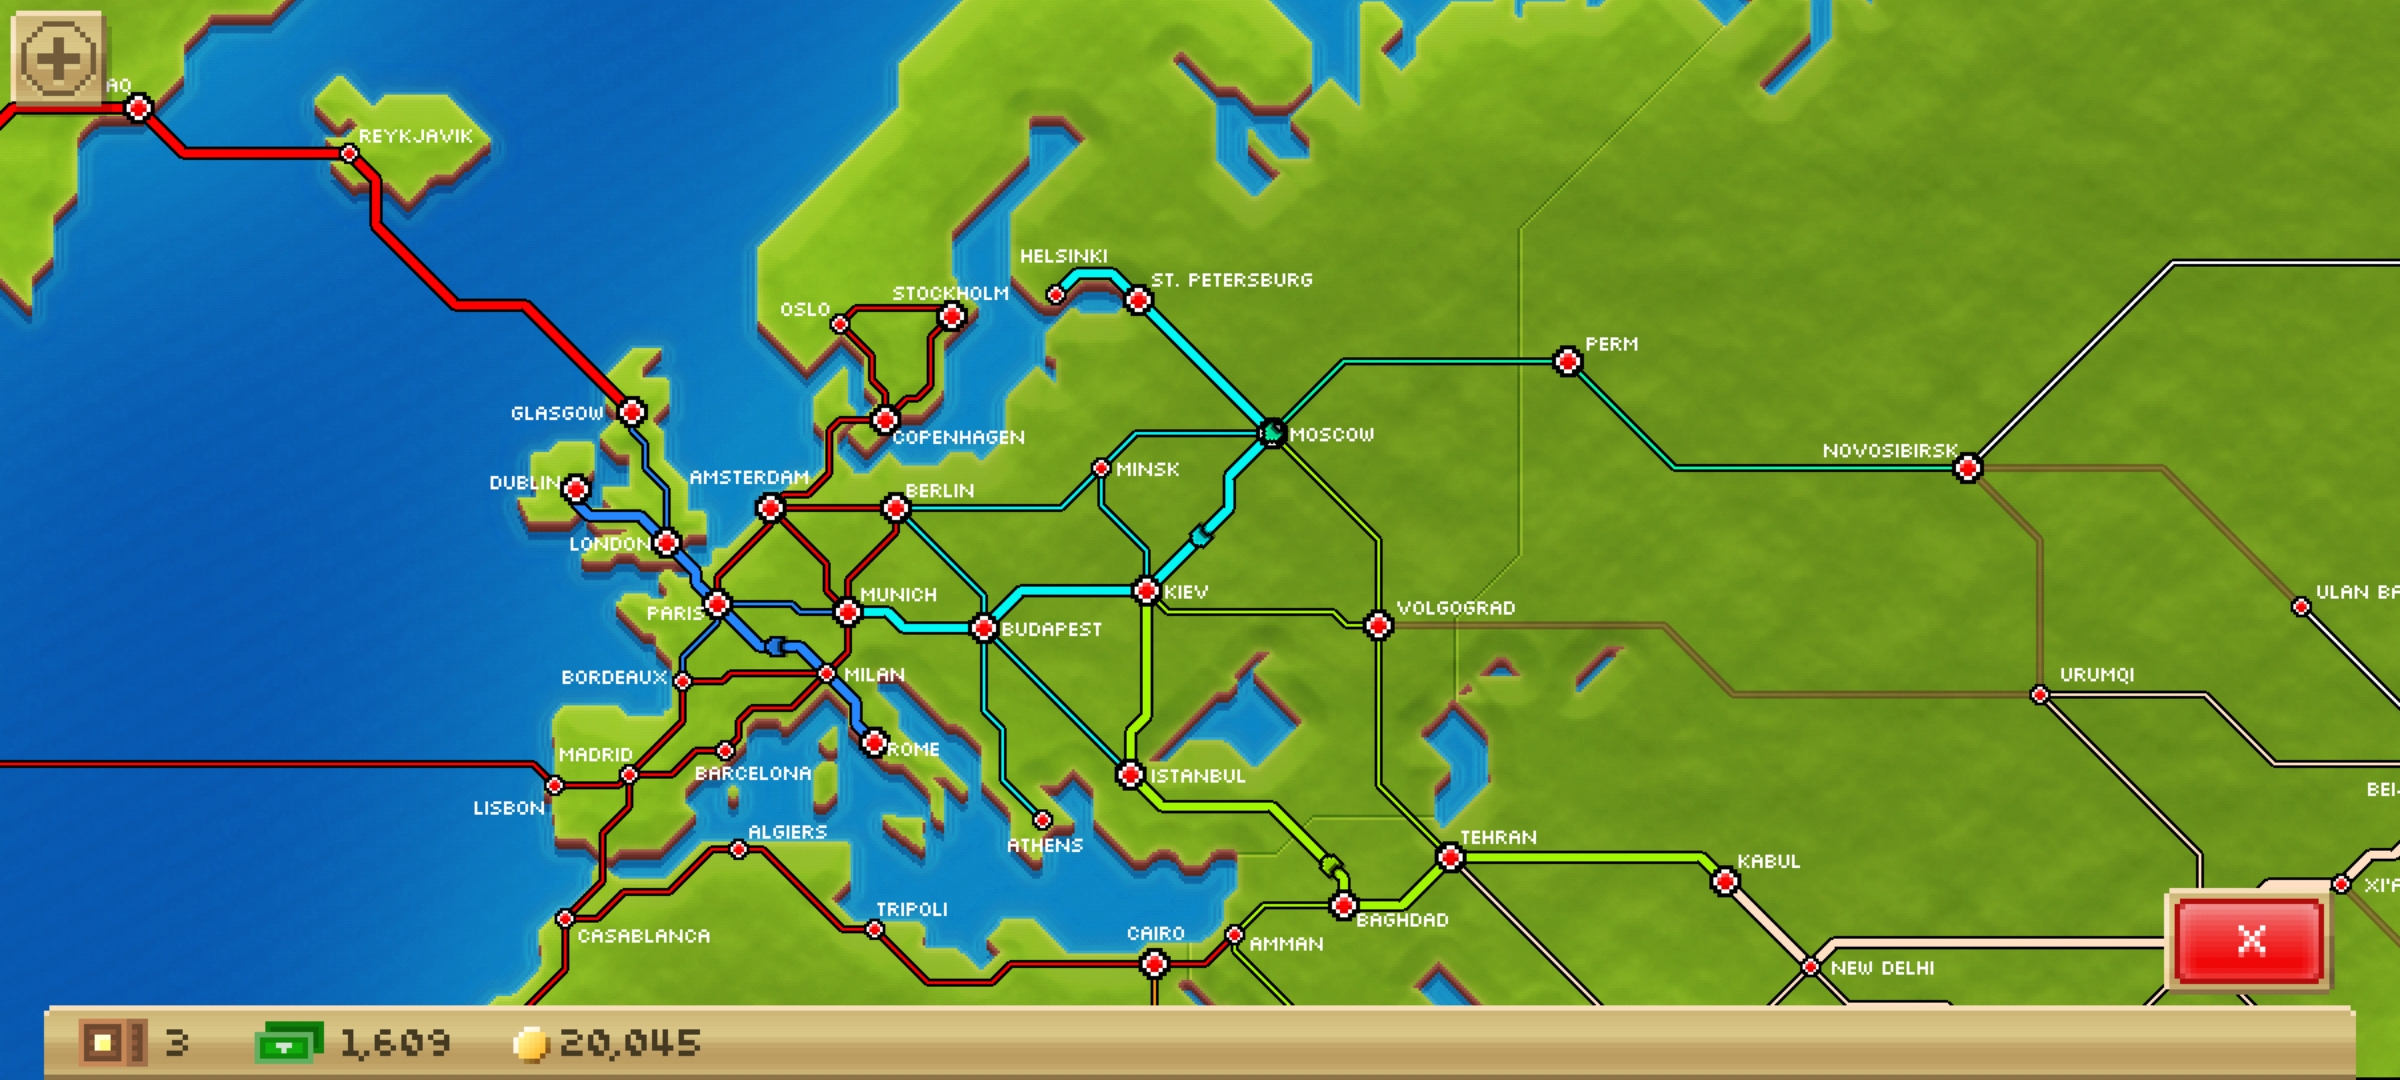 AQ
REYKJAVIK
HELSINKI
ST. PETERSBURG
STOCKHOLM
OSLO
PERM
GLASGOW
COPENHAGEN
MOSCOW
NOVOSIBIRSK
MINSK
AMSTERDAM
DUBLIN
BERLIN
LONDON
KIEV
ULAN BA
MUNICH
PARIS
VOLGOGRAD
BUDAPEST
BORDEAUX
MILAN
URUMQI
ROME
MADRID
BARCELONA
ISTANBUL
BEI
LISBON
ALGIERS
ATHENS
TEHRAN
KABUL
XI'A
TRIPOLI
BAGHDAD
CASABLANCA
CAIRO
AMMAN
X
NEW DELHI
3 1,609 20,045